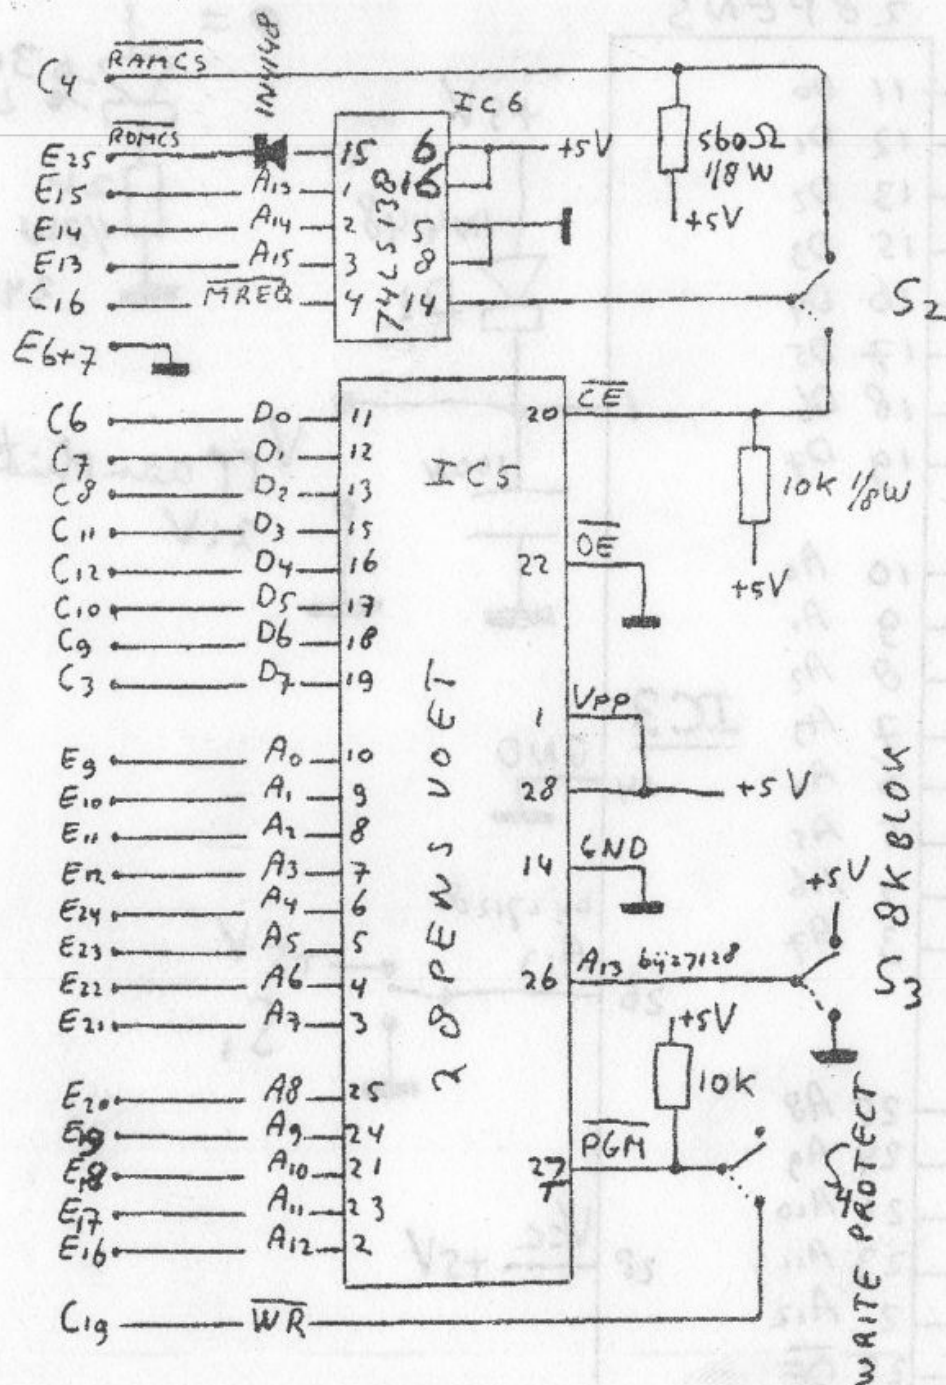 C4 RAMCS
1N4148
IC6
E25 ROMCS 15 6 +5V
560Ω
1/8W
+5V
E15 A13 1 16
E14 A14 2 5
E13 A15 3 8
C16 MREQ 4 14
74LS138
S2
E6+7
C6 D0 11
C7 D1 12
C8 D2 13
C11 D3 15
C12 D4 16
C10 D5 17
C9 D6 18
C3 D7 19
E9 A0 10
E10 A1 9
E11 A2 8
E12 A3 7
E24 A4 6
E23 A5 5
E22 A6 4
E21 A7 3
E20 A8 25
E19 A9 24
E18 A10 21
E17 A11 23
E16 A12 2
C19 WR
IC5
28 PENS VOET
20 CE
10K 1/8W
+5V
22 OE
1 VPP
28 +5V
14 GND
26 A13 bij 27128
+5V
S3 8K BLOK
+5V
10K
27 PGM
S4
WRITE PROTECT